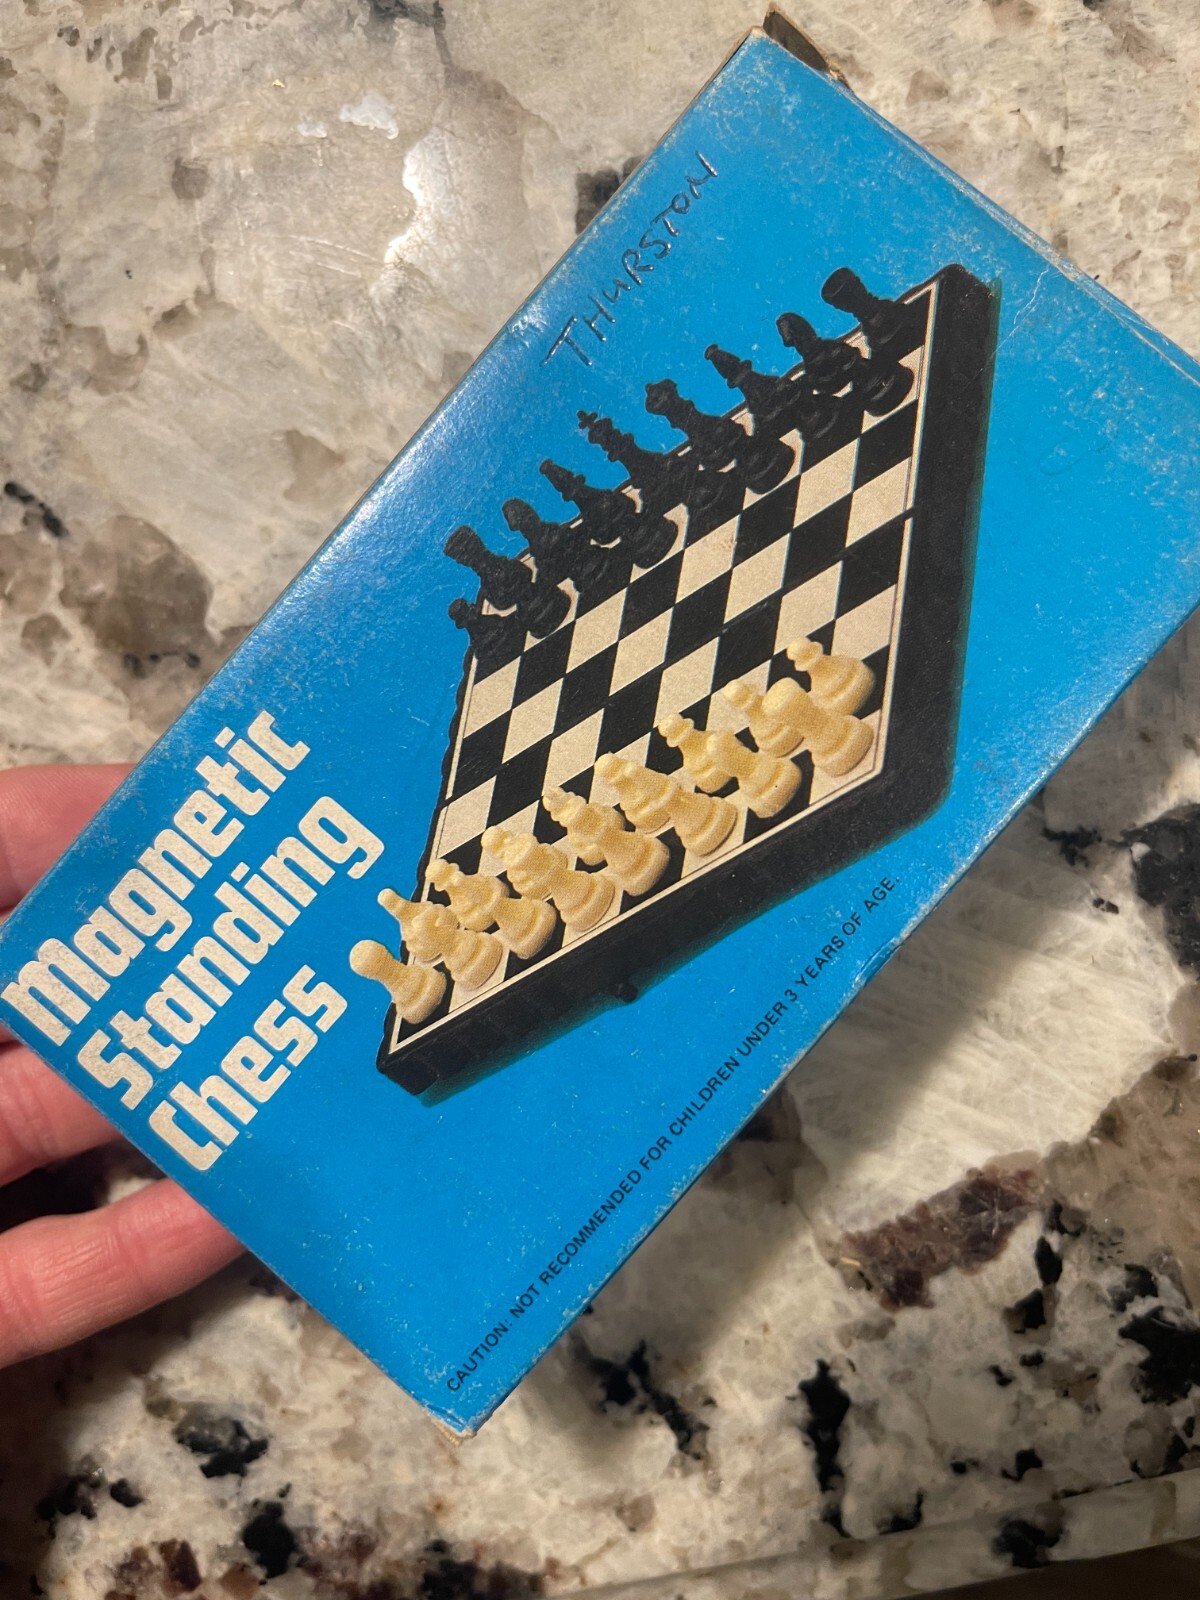 THURSTON
Magnetic
Standing
Chess
CAUTION: NOT RECOMMENDED FOR CHILDREN UNDER 3 YEARS OF AGE.